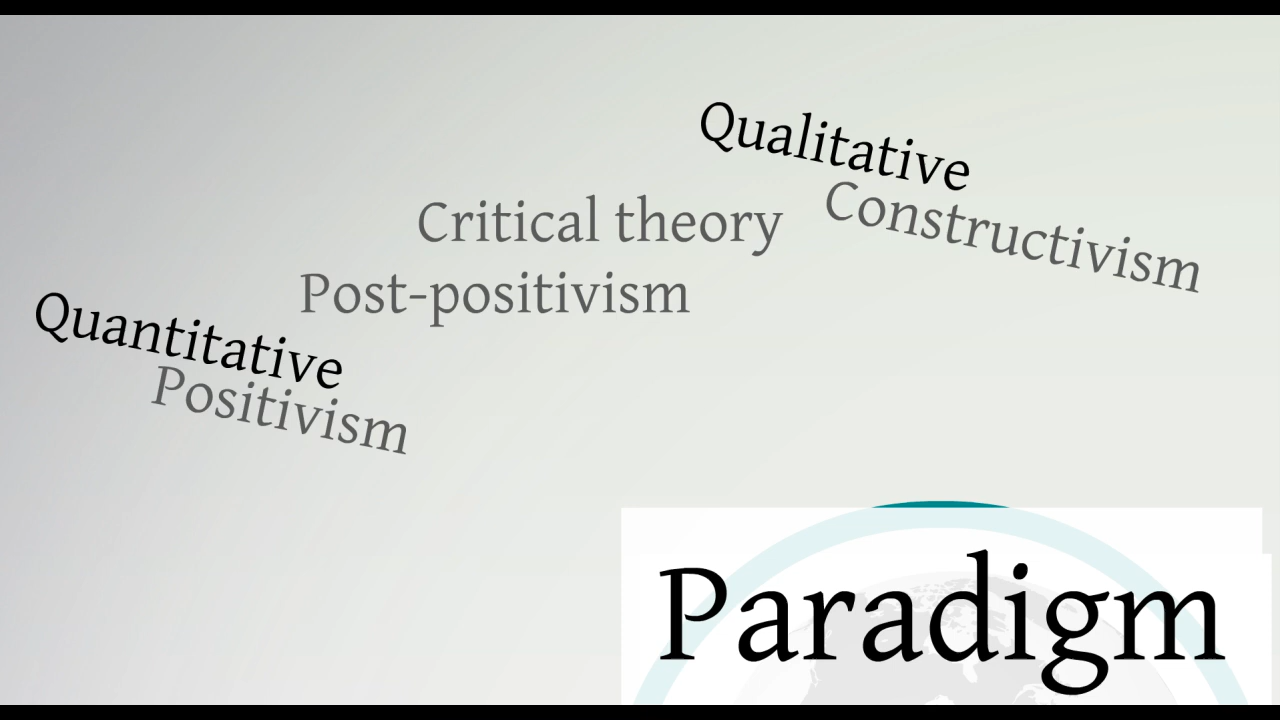 Qualitative
Constructivism
Critical theory
Post-positivism
Quantitative
Positivism
Paradigm